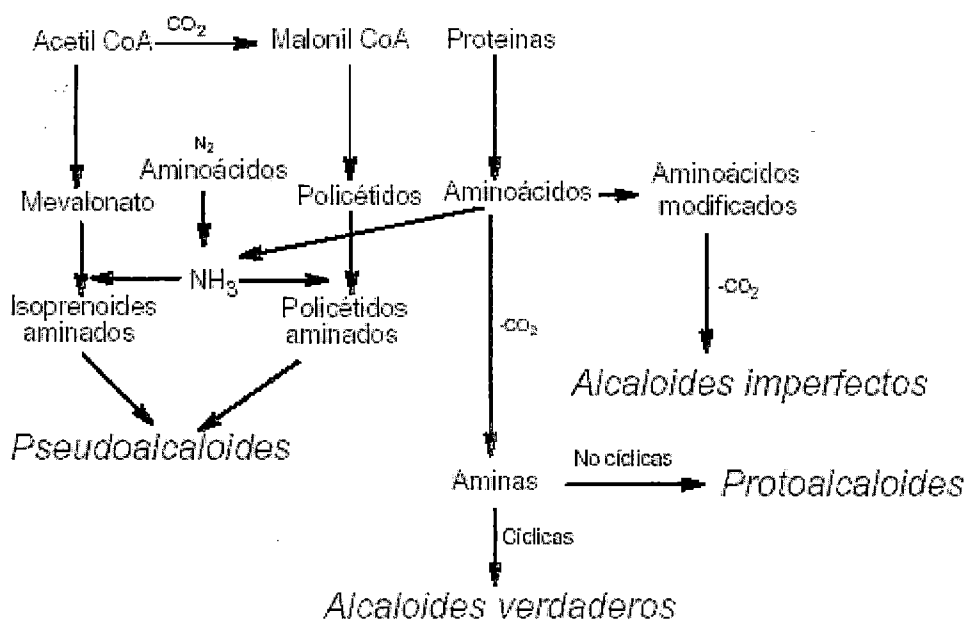 CO2
Acetil CoA
Malonil CoA
Proteinas
N2
Aminoácidos
Mevalonato
Policétidos
Aminoácidos
Aminoácidos
modificados
NH3
Isoprenoides
aminados
Policétidos
aminados
-CO2
-CO2
Alcaloides imperfectos
Pseudoalcaloides
Aminas
No cíclicas
Protoalcaloides
Cíclicas
Alcaloides verdaderos